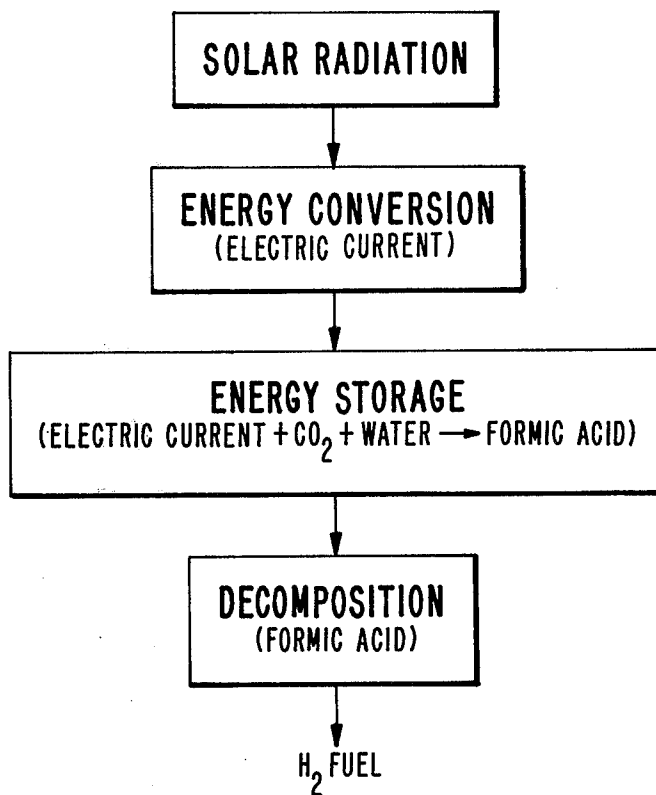 SOLAR RADIATION
ENERGY CONVERSION
(ELECTRIC CURRENT)
ENERGY STORAGE
(ELECTRIC CURRENT + CO₂ + WATER → FORMIC ACID)
DECOMPOSITION
(FORMIC ACID)
H₂ FUEL